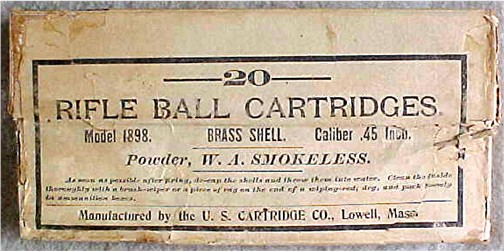 20
RIFLE BALL CARTRIDGES.
Model 1898. BRASS SHELL. Caliber .45 Inch.
Powder, W. A. SMOKELESS.
As soon as possible after firing, de-cap the shells and throw them into water. Clean the inside
thoroughly with a brush-wiper or a piece of rag on the end of a wiping-rod; dry, and pack loosely
in ammunition boxes.
Manufactured by the U. S. CARTRIDGE CO., Lowell, Mass.